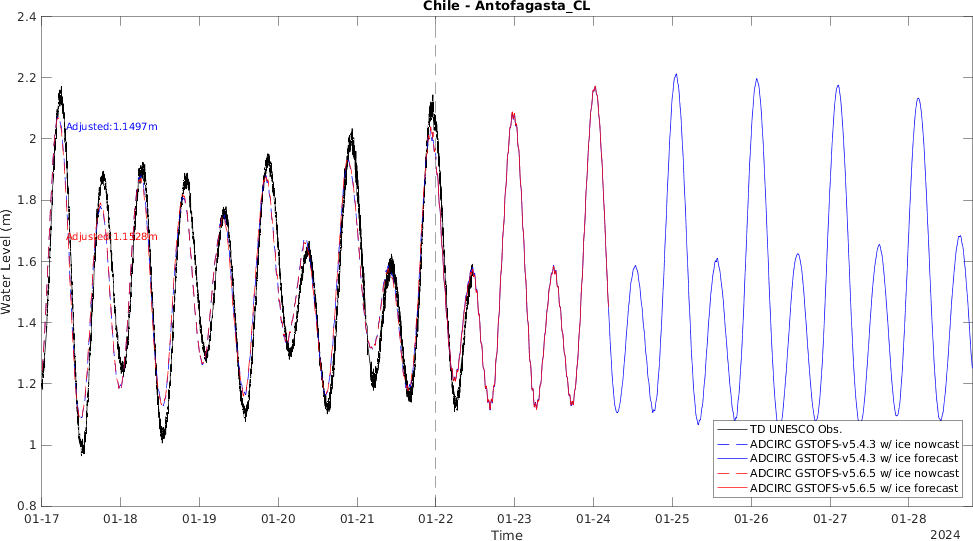 Chile - Antofagasta_CL
2.4
2.2
2
1.8
1.6
1.4
1.2
1
0.8
Water Level (m)
Adjusted:1.1497m
Adjusted:1.1528m
TD UNESCO Obs.
ADCIRC GSTOFS-v5.4.3 w/ ice nowcast
ADCIRC GSTOFS-v5.4.3 w/ ice forecast
ADCIRC GSTOFS-v5.6.5 w/ ice nowcast
ADCIRC GSTOFS-v5.6.5 w/ ice forecast
01-17 01-18 01-19 01-20 01-21 01-22 01-23 01-24 01-25 01-26 01-27 01-28
Time
2024